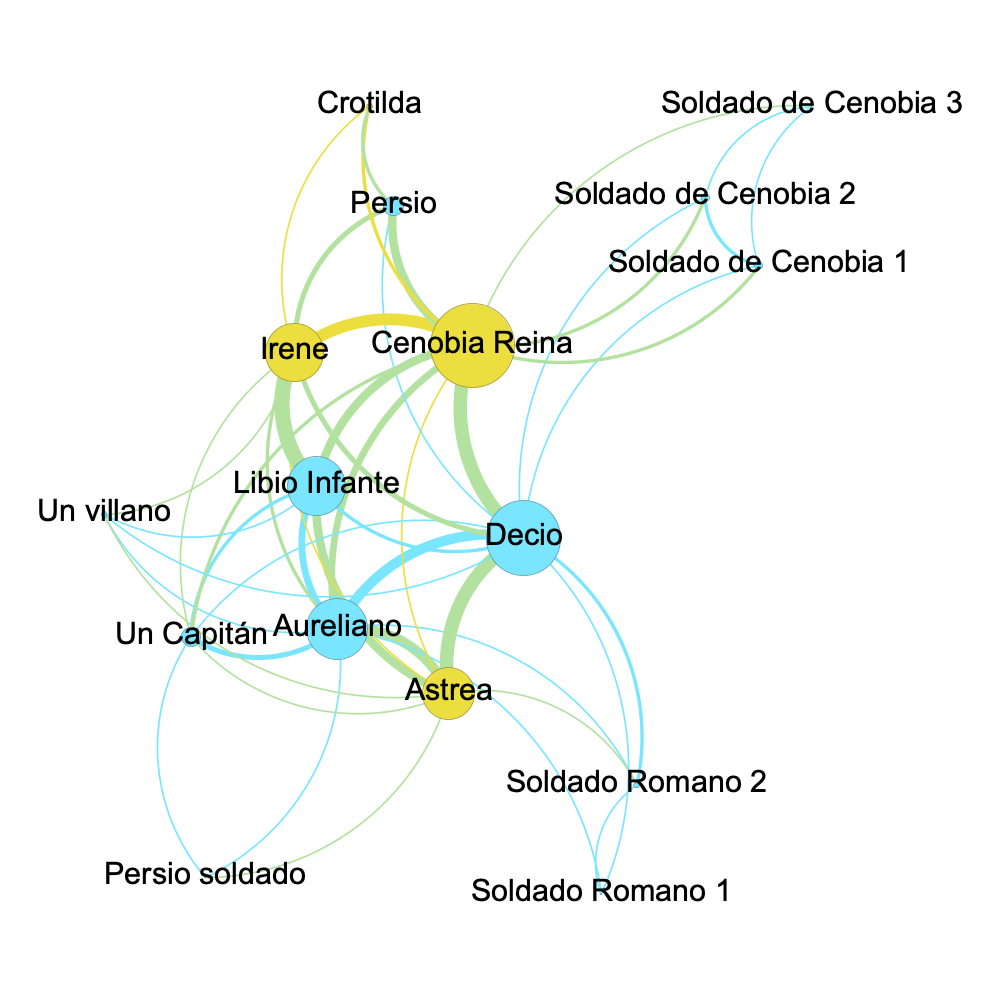 Crotilda
Soldado de Cenobia 3
Persio
Soldado de Cenobia 2
Soldado de Cenobia 1
Irene
Cenobia Reina
Libio Infante
Un villano
Decio
Un Capitán
Aureliano
Astrea
Soldado Romano 2
Persio soldado
Soldado Romano 1